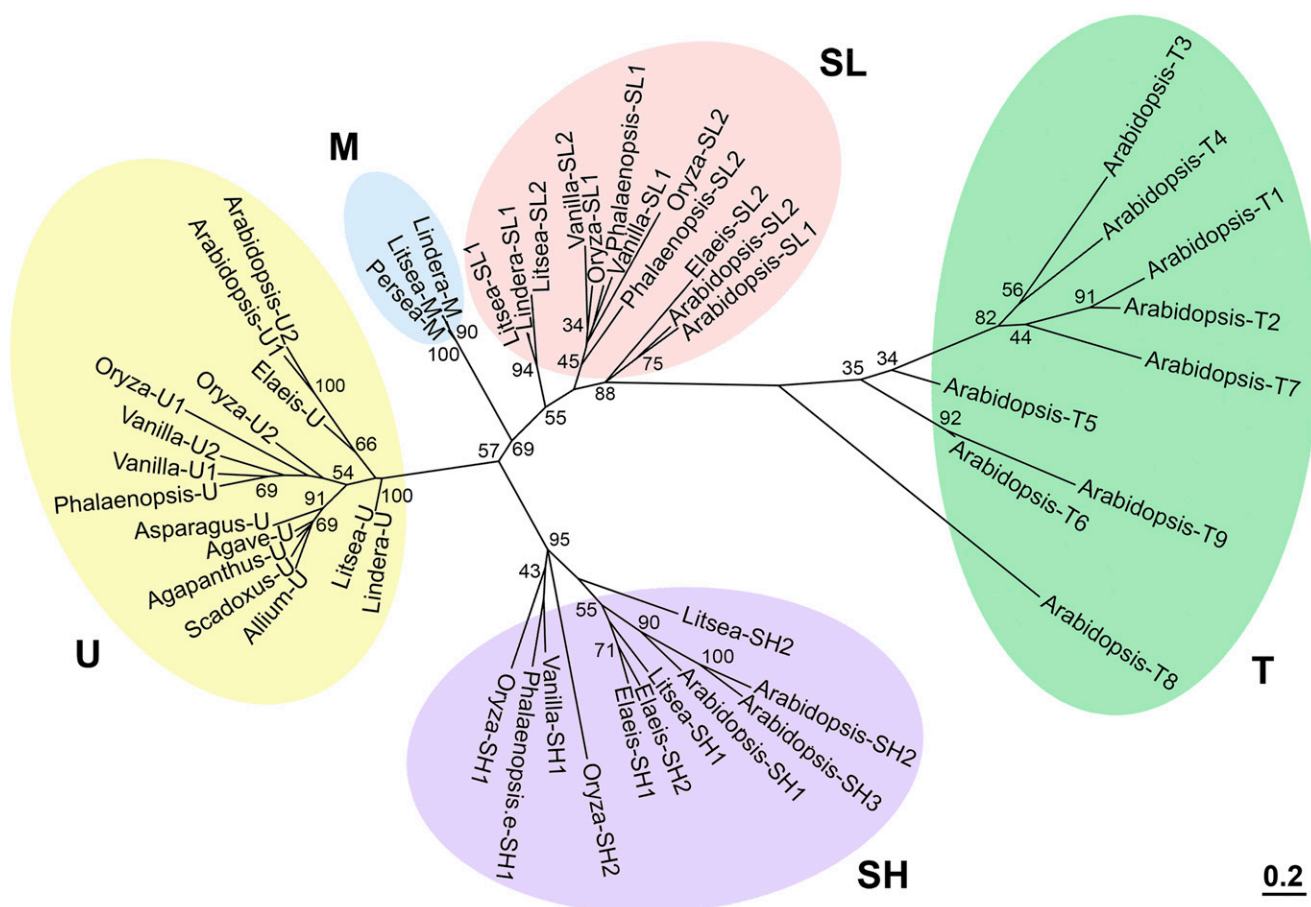 SL
M
U
SH
T
Arabidopsis-U2
Arabidopsis-U1
Elaeis-U
Oryza-U2
Oryza-U1
Vanilla-U2
Vanilla-U1
Phalaenopsis-U
Asparagus-U
Agave-U
Agapanthus-U
Scadoxus-U
Allium-U
Litsea-U
Lindera-U
100
66
54
69
91
69
100
Lindera-M
Litsea-M
Persea-M
90
100
Litsea-SL1
Lindera-SL1
Litsea-SL2
Vanilla-SL2
Oryza-SL1
Phalaenopsis-SL1
Vanilla-SL1
Oryza-SL2
Phalaenopsis-SL2
Elaeis-SL2
Arabidopsis-SL2
Arabidopsis-SL1
94
34
45
75
88
55
57
69
Arabidopsis-T3
Arabidopsis-T4
Arabidopsis-T1
Arabidopsis-T2
Arabidopsis-T7
Arabidopsis-T5
Arabidopsis-T6
Arabidopsis-T9
Arabidopsis-T8
56
91
82
44
35
34
92
95
43
55
90
71
100
Oryza-SH1
Phalaenopsis.e-SH1
Vanilla-SH1
Oryza-SH2
Elaeis-SH1
Elaeis-SH2
Litsea-SH1
Arabidopsis-SH1
Arabidopsis-SH3
Arabidopsis-SH2
Litsea-SH2
0.2